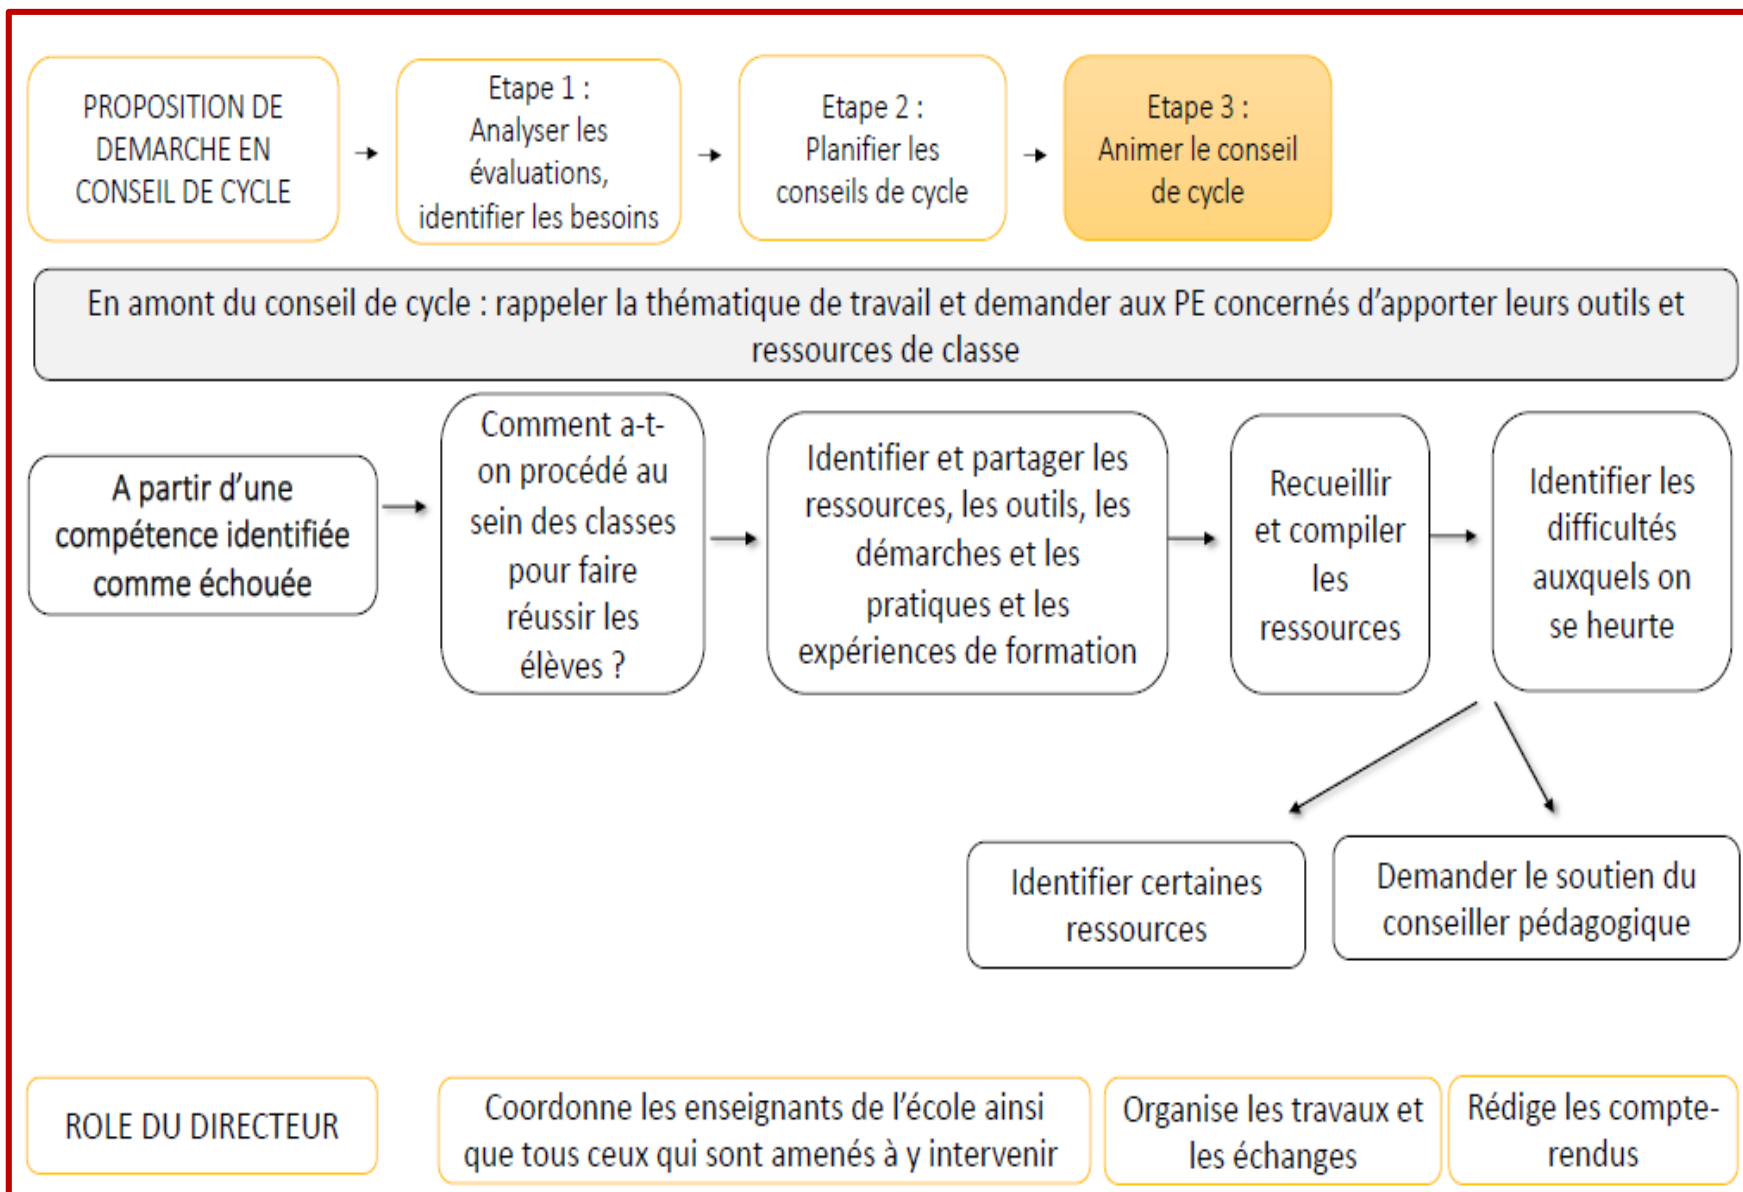 PROPOSITION DE
DEMARCHE EN
CONSEIL DE CYCLE
Etape 1 :
Analyser les
évaluations,
identifier les besoins
Etape 2 :
Planifier les
conseils de cycle
Etape 3 :
Animer le conseil
de cycle
En amont du conseil de cycle : rappeler la thématique de travail et demander aux PE concernés d’apporter leurs outils et
ressources de classe
A partir d’une
compétence identifiée
comme échouée
Comment a-t-
on procédé au
sein des classes
pour faire
réussir les
élèves ?
Identifier et partager les
ressources, les outils, les
démarches et les
pratiques et les
expériences de formation
Recueillir
et compiler
les
ressources
Identifier les
difficultés
auxquels on
se heurte
Identifier certaines
ressources
Demander le soutien du
conseiller pédagogique
ROLE DU DIRECTEUR
Coordonne les enseignants de l’école ainsi
que tous ceux qui sont amenés à y intervenir
Organise les travaux et
les échanges
Rédige les compte-
rendus